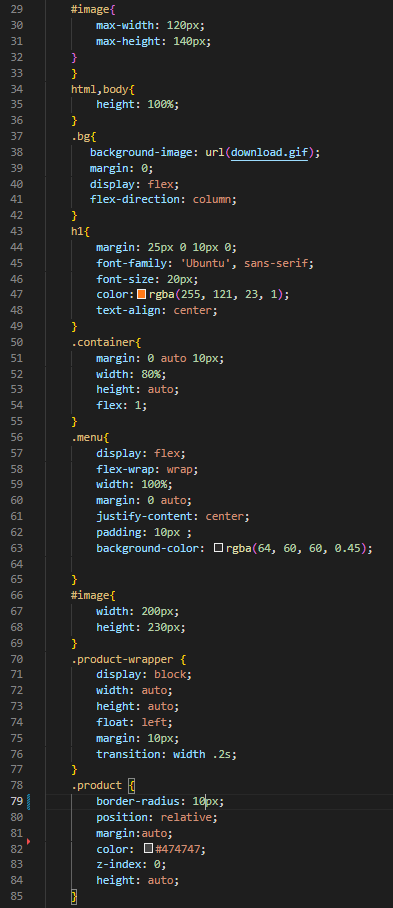 29 #image{
30 max-width: 120px;
31 max-height: 140px;
32 }
33 }
34 html,body{
35 height: 100%;
36 }
37 .bg{
38 background-image: url(download.gif);
39 margin: 0;
40 display: flex;
41 flex-direction: column;
42 }
43 h1{
44 margin: 25px 0 10px 0;
45 font-family: 'Ubuntu', sans-serif;
46 font-size: 20px;
47 color: rgba(255, 121, 23, 1);
48 text-align: center;
49 }
50 .container{
51 margin: 0 auto 10px;
52 width: 80%;
53 height: auto;
54 flex: 1;
55 }
56 .menu{
57 display: flex;
58 flex-wrap: wrap;
59 width: 100%;
60 margin: 0 auto;
61 justify-content: center;
62 padding: 10px ;
63 background-color: rgba(64, 60, 60, 0.45);
64
65 }
66 #image{
67 width: 200px;
68 height: 230px;
69 }
70 .product-wrapper {
71 display: block;
72 width: auto;
73 height: auto;
74 float: left;
75 margin: 10px;
76 transition: width .2s;
77 }
78 .product {
79 border-radius: 10px;
80 position: relative;
81 margin:auto;
82 color: #474747;
83 z-index: 0;
84 height: auto;
85 }